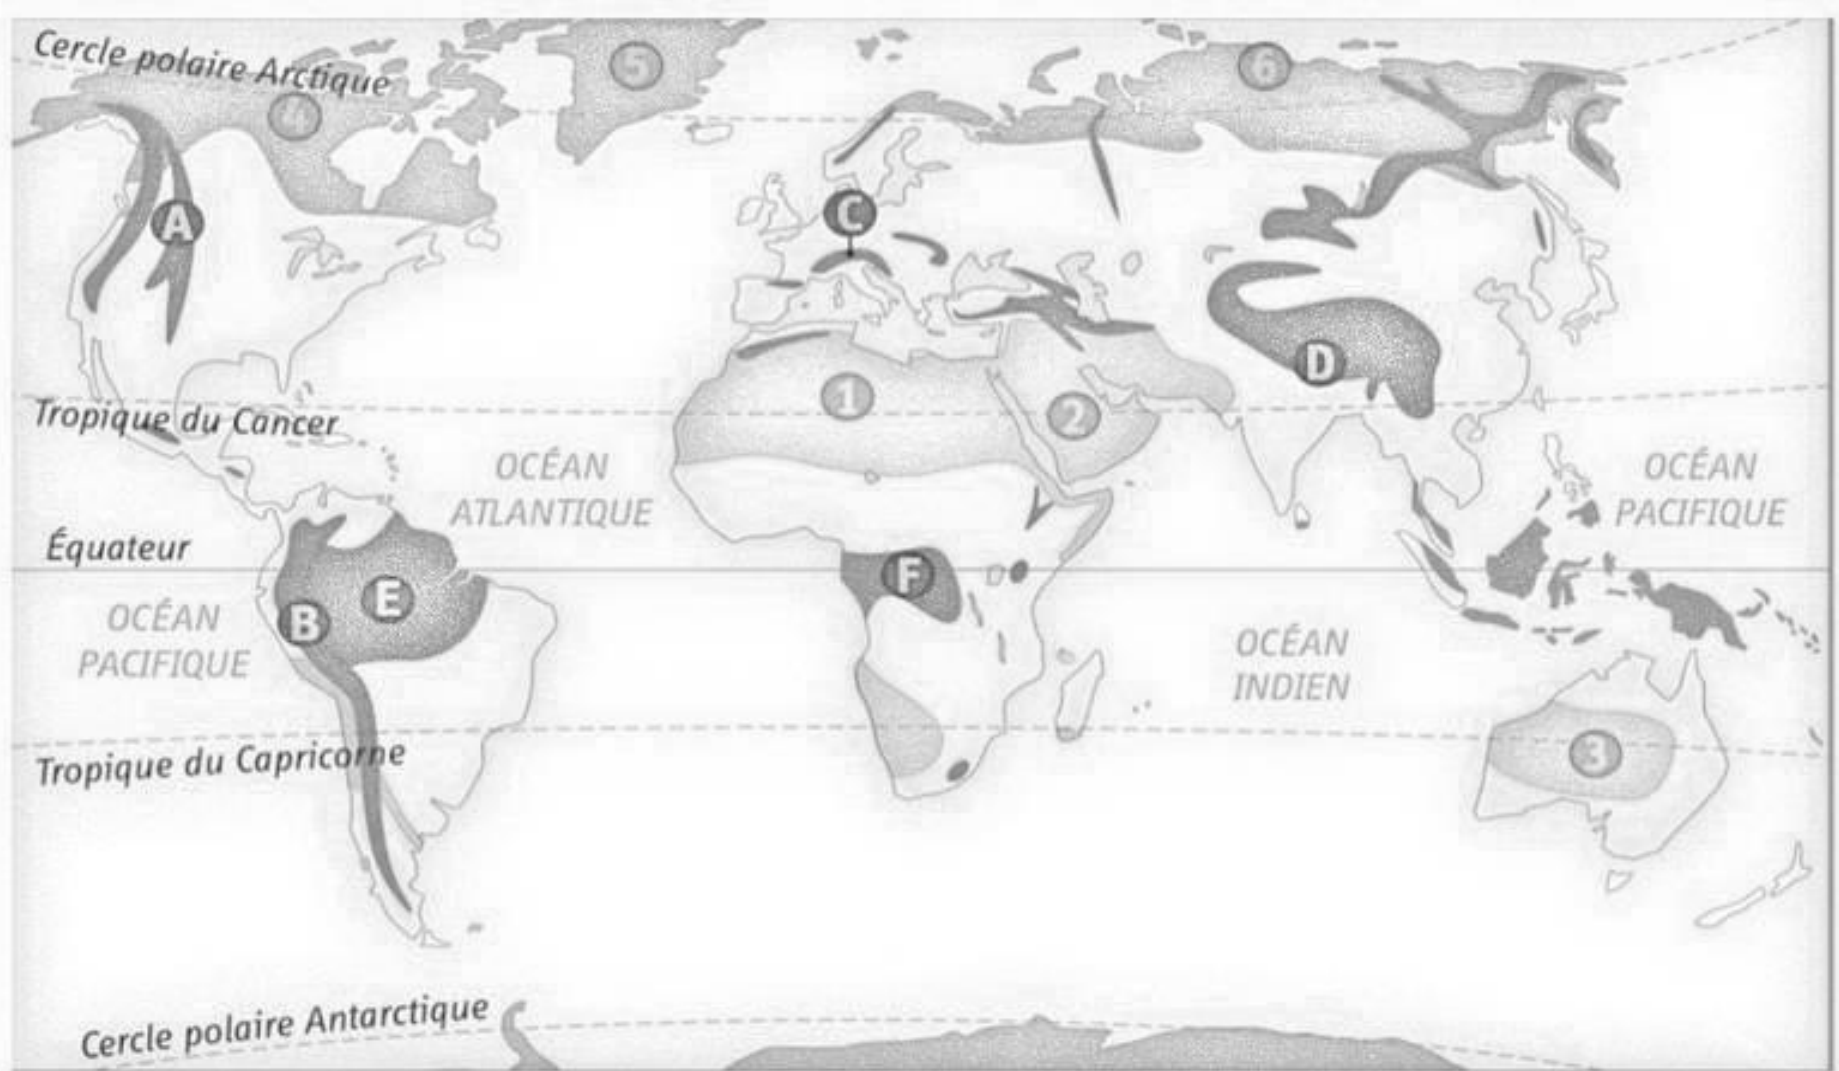 Cercle polaire Arctique
5
6
4
A
C
D
1
2
Tropique du Cancer
OCÉAN
ATLANTIQUE
OCÉAN
PACIFIQUE
Équateur
F
E
B
OCÉAN
PACIFIQUE
OCÉAN
INDIEN
3
Tropique du Capricorne
Cercle polaire Antarctique